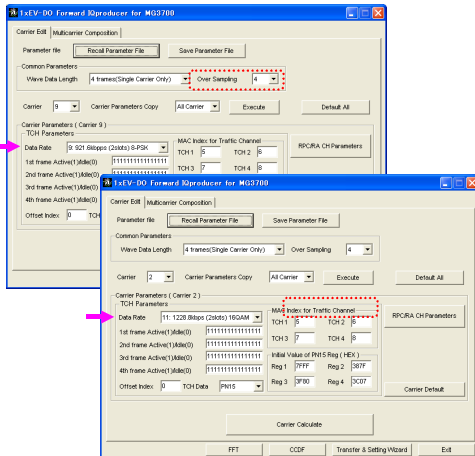 1xEV-DO Forward IQproducer for MG3700
Carrier Edit Multicarrier Composition
Parameter file Recall Parameter File Save Parameter File
Common Parameters
Wave Data Length 4 frames(Single Carrier Only) Over Sampling 4
Carrier 9 Carrier Parameters Copy All Carrier Execute Default All
Carrier Parameters ( Carrier 9 )
TCH Parameters
Data Rate 9: 921.6kbpps (2slots) 8-PSK
MAC Index for Traffic Channel
TCH 1 5 TCH 2 6
TCH 3 7 TCH 4 8
RPC/RA CH Parameters
1st frame Active(1)/Idle(0) 1111111111111111
2nd frame Active(1)/Idle(0) 1111111111111111
3rd frame Active(1)/Idle(0)
4th frame Active(1)/Idle(0)
Offset Index 0 TCH
1xEV-DO Forward IQproducer for MG3700
Carrier Edit Multicarrier Composition
Parameter file Recall Parameter File Save Parameter File
Common Parameters
Wave Data Length 4 frames(Single Carrier Only) Over Sampling 4
Carrier 2 Carrier Parameters Copy All Carrier Execute Default All
Carrier Parameters ( Carrier 2 )
TCH Parameters
Data Rate 11: 1228.8kbps (2slots) 16QAM
MAC Index for Traffic Channel
TCH 1 5 TCH 2 6
TCH 3 7 TCH 4 8
RPC/RA CH Parameters
1st frame Active(1)/Idle(0) 1111111111111111
2nd frame Active(1)/Idle(0) 1111111111111111
3rd frame Active(1)/Idle(0) 1111111111111111
4th frame Active(1)/Idle(0) 1111111111111111
Initial Value of PN15 Reg ( HEX )
Reg 1 7FFF Reg 2 387F
Reg 3 3F80 Reg 4 3C07
Offset Index 0 TCH Data PN15
Carrier Default
Carrier Calculate
FFT CCDF Transfer & Setting Wizard Exit